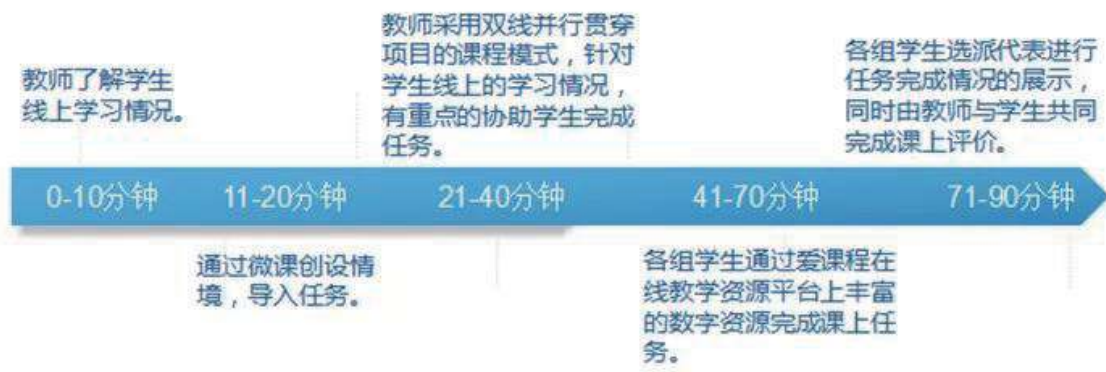 教师采用双线并行贯穿
项目的课程模式，针对
学生线上的学习情况，
有重点的协助学生完成
任务。
各组学生选派代表进行
任务完成情况的展示，
同时由教师与学生共同
完成课上评价。
教师了解学生
线上学习情况。
0-10分钟
11-20分钟
21-40分钟
41-70分钟
71-90分钟
通过微课创设情
境，导入任务。
各组学生通过爱课程在
线教学资源平台上丰富
的数字资源完成课上任
务。